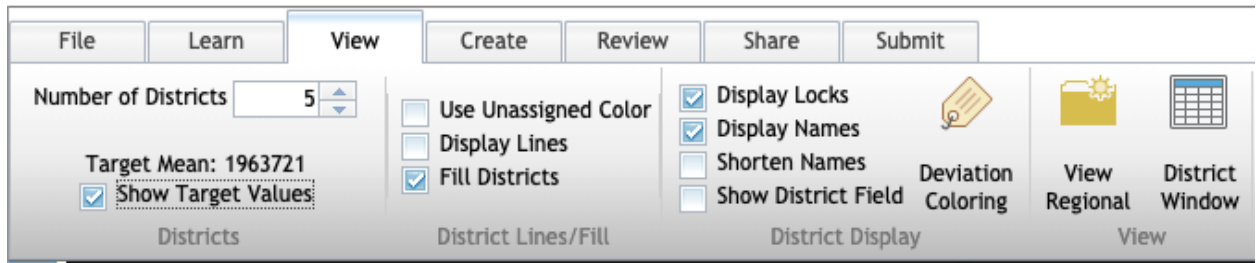 File Learn View Create Review Share Submit
Number of Districts 5
Target Mean: 1963721
Show Target Values
Districts
Use Unassigned Color
Display Lines
Fill Districts
District Lines/Fill
Display Locks
Display Names
Shorten Names
Show District Field
Deviation
Coloring
District Display
View
Regional
District
Window
View